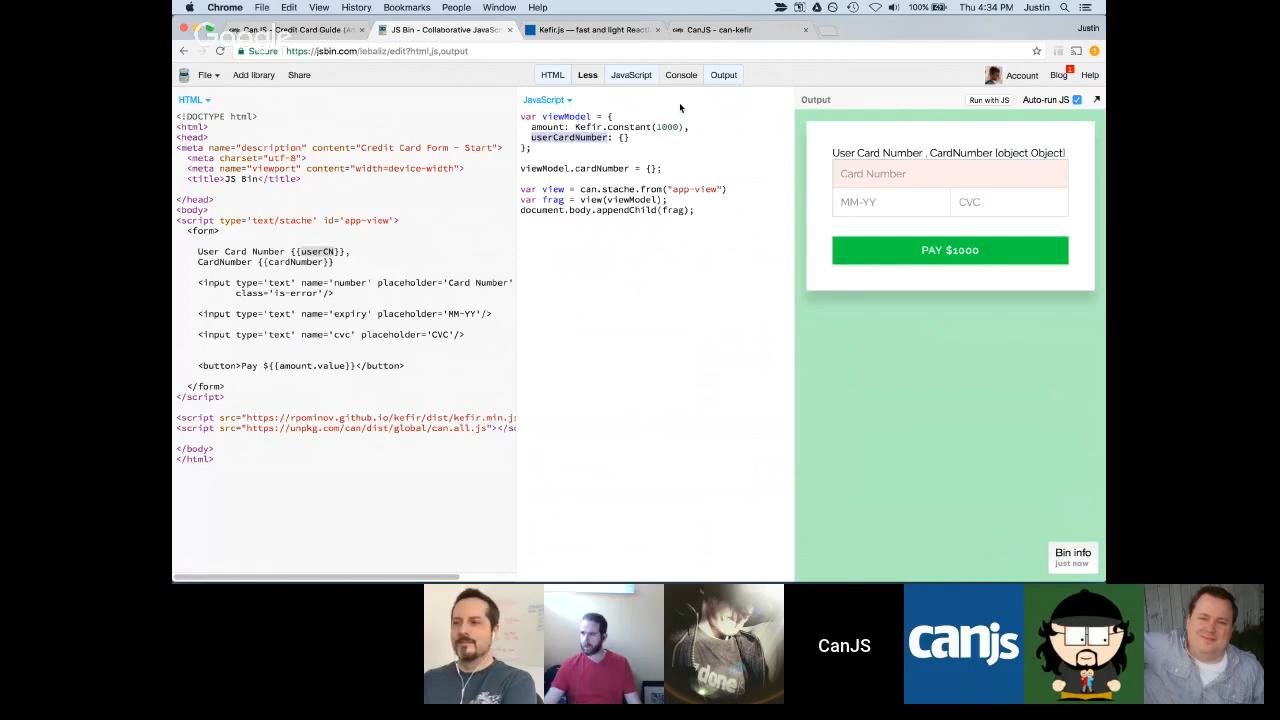 Chrome File Edit View History Bookmarks People Window Help 100% Thu 4:34 PM Justin
Google
CanJS - Credit Card Guide (An
JS Bin - Collaborative JavaScri
Kefir.js — fast and light React
CanJS - can-kefir
Justin
Secure https://jsbin.com/lebaliz/edit?html,js,output
File Add library Share HTML Less JavaScript Console Output Account Blog 1 Help
HTML
<!DOCTYPE html>
<html>
<head>
<meta name="description" content="Credit Card Form - Start">
<meta charset="utf-8">
<meta name="viewport" content="width=device-width">
<title>JS Bin</title>
</head>
<body>
<script type='text/stache' id='app-view'>
<form>
User Card Number {{userCN}},
CardNumber {{cardNumber}}
<input type='text' name='number' placeholder='Card Number'
class='is-error'/>
<input type='text' name='expiry' placeholder='MM-YY'/>
<input type='text' name='cvc' placeholder='CVC'/>
<button>Pay ${{amount.value}}</button>
</form>
</script>
<script src="https://rpominov.github.io/kefir/dist/kefir.min.js
<script src="https://unpkg.com/can/dist/global/can.all.js"></sc
</body>
</html>
JavaScript
var viewModel = {
amount: Kefir.constant(1000),
userCardNumber: {}
};
viewModel.cardNumber = {};
var view = can.stache.from("app-view")
var frag = view(viewModel);
document.body.appendChild(frag);
Output Run with JS Auto-run JS
User Card Number , CardNumber [object Object]
Card Number
MM-YY CVC
PAY $1000
Bin info
just now
done
CanJS
canjs